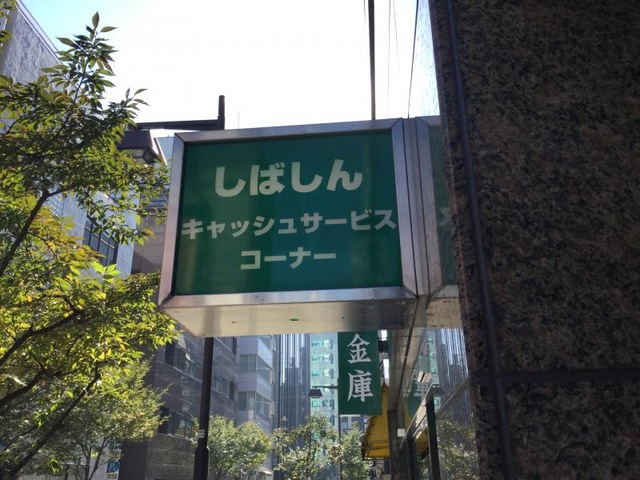 しばしん
キャッシュサービス
コーナー
金庫